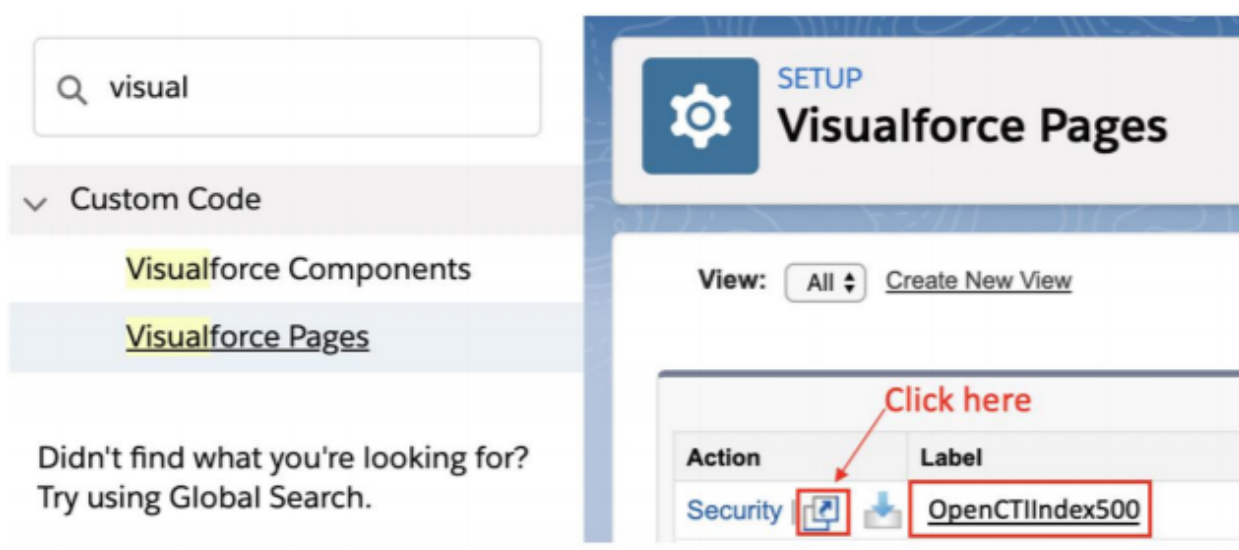 visual
Custom Code
Visualforce Components
Visualforce Pages
Didn't find what you're looking for?
Try using Global Search.
SETUP
Visualforce Pages
View: All Create New View
Click here
Action Label
Security | OpenCTIIndex500